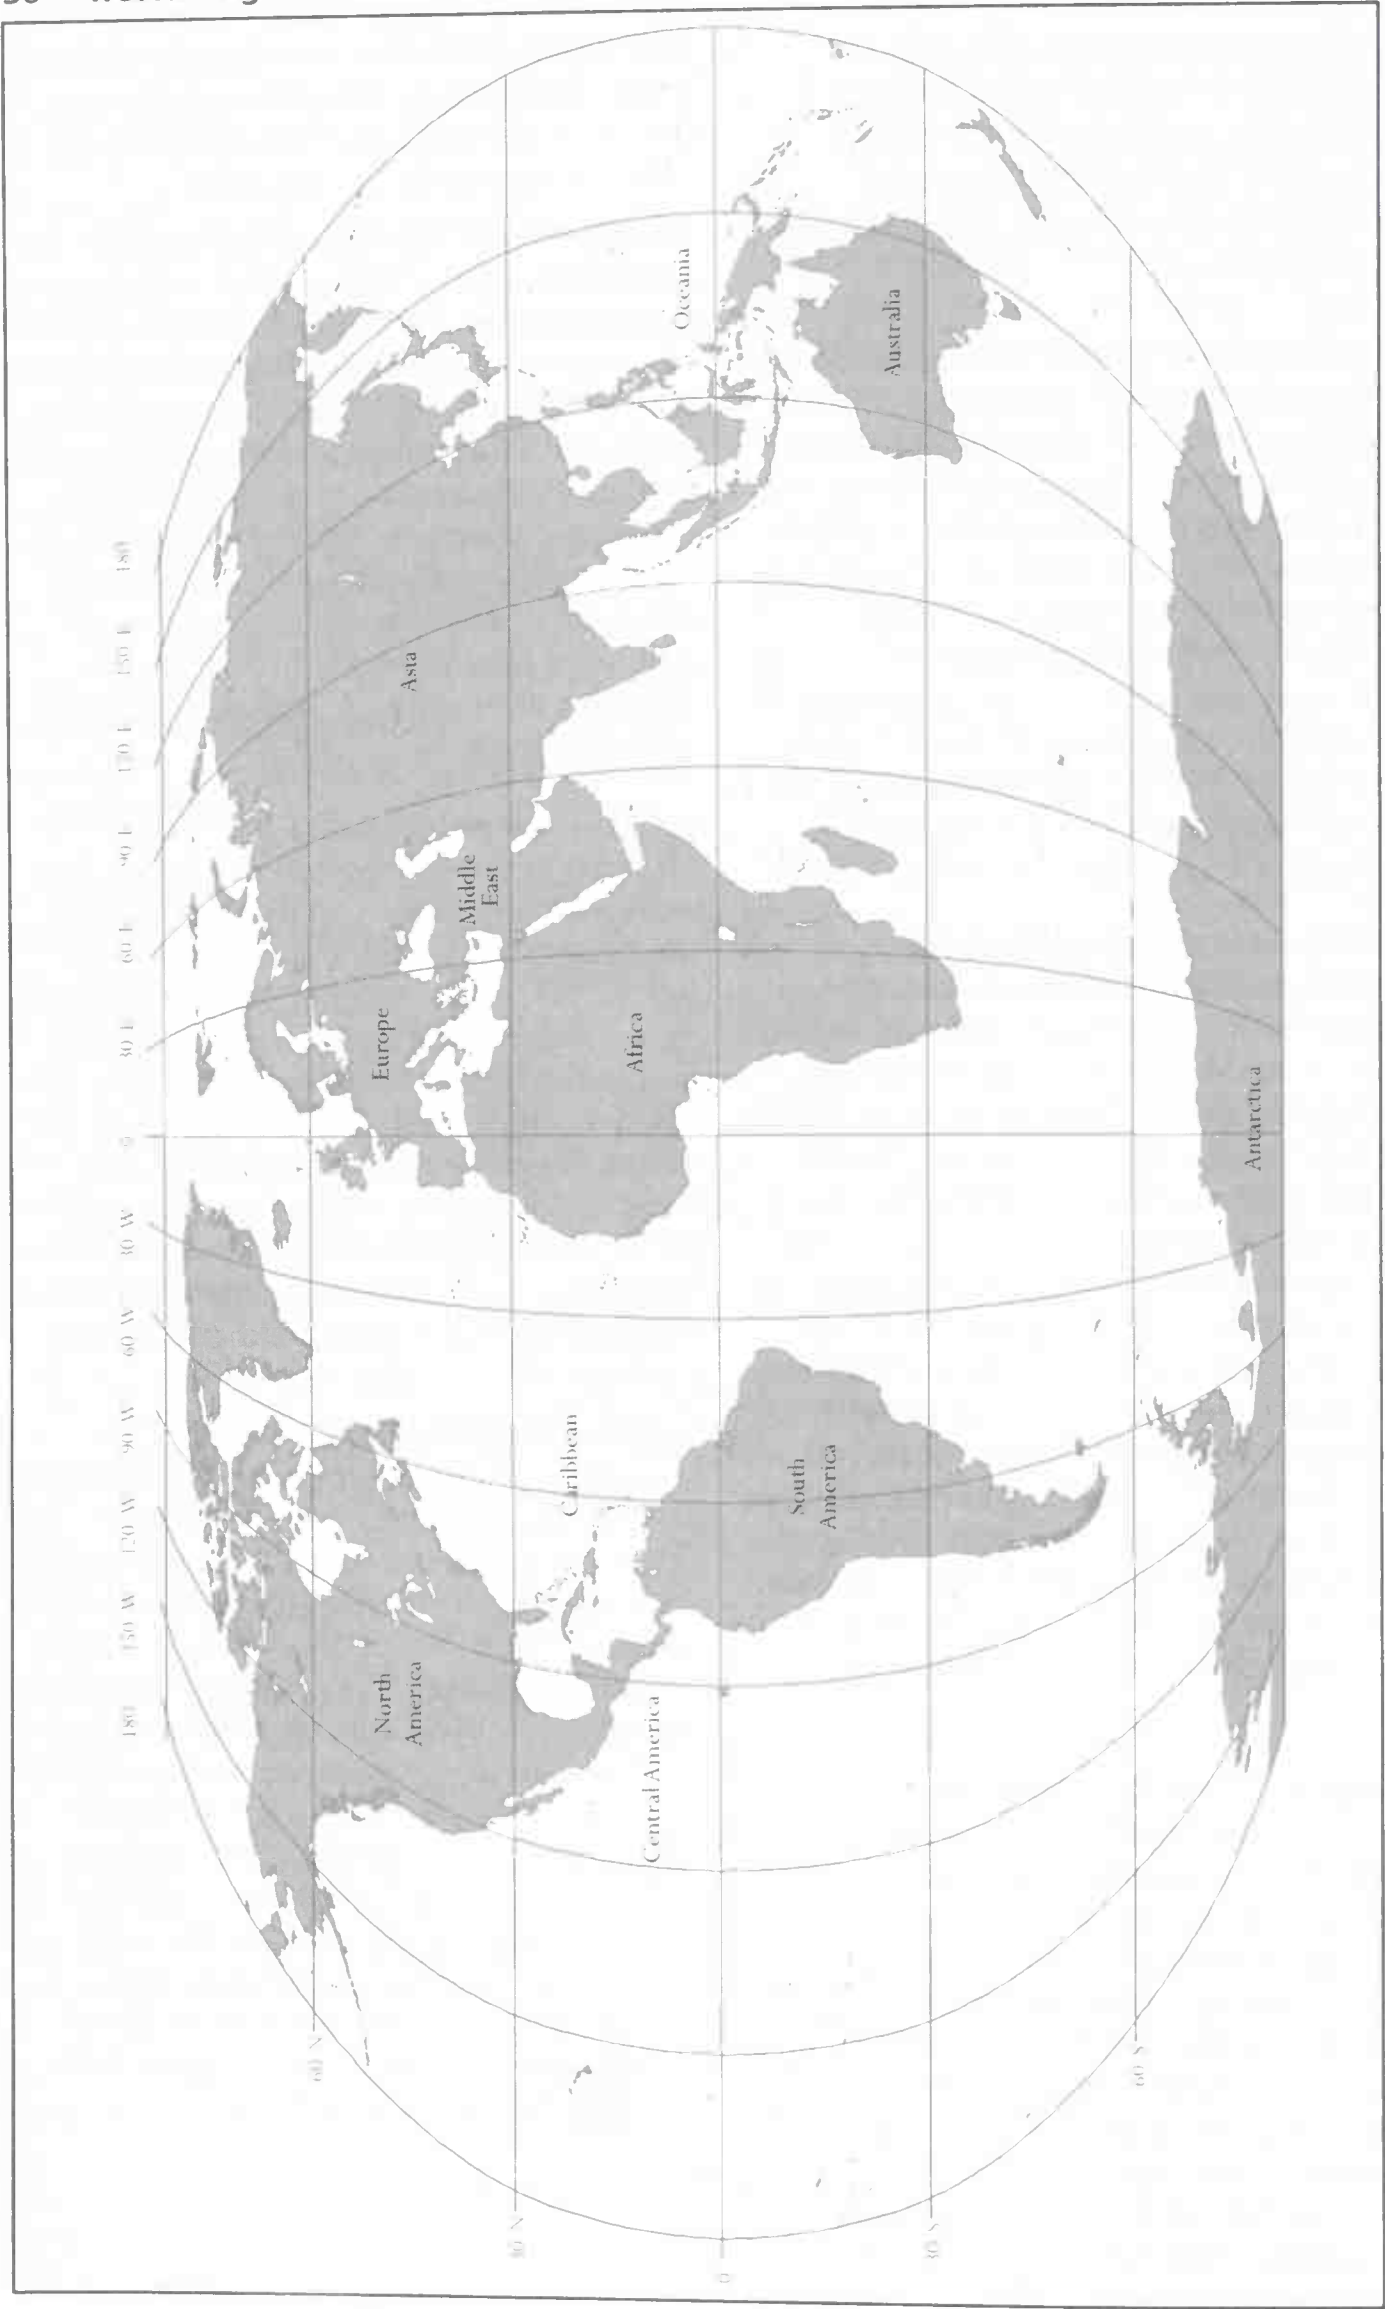 180
150 W
120 W
90 W
60 W
30 W
0
30 E
60 E
90 E
120 E
150 E
180
60 N
30 N
0
30 S
60 S
North
America
Central America
Caribbean
South
America
Europe
Africa
Middle
East
Asia
Oceania
Australia
Antarctica